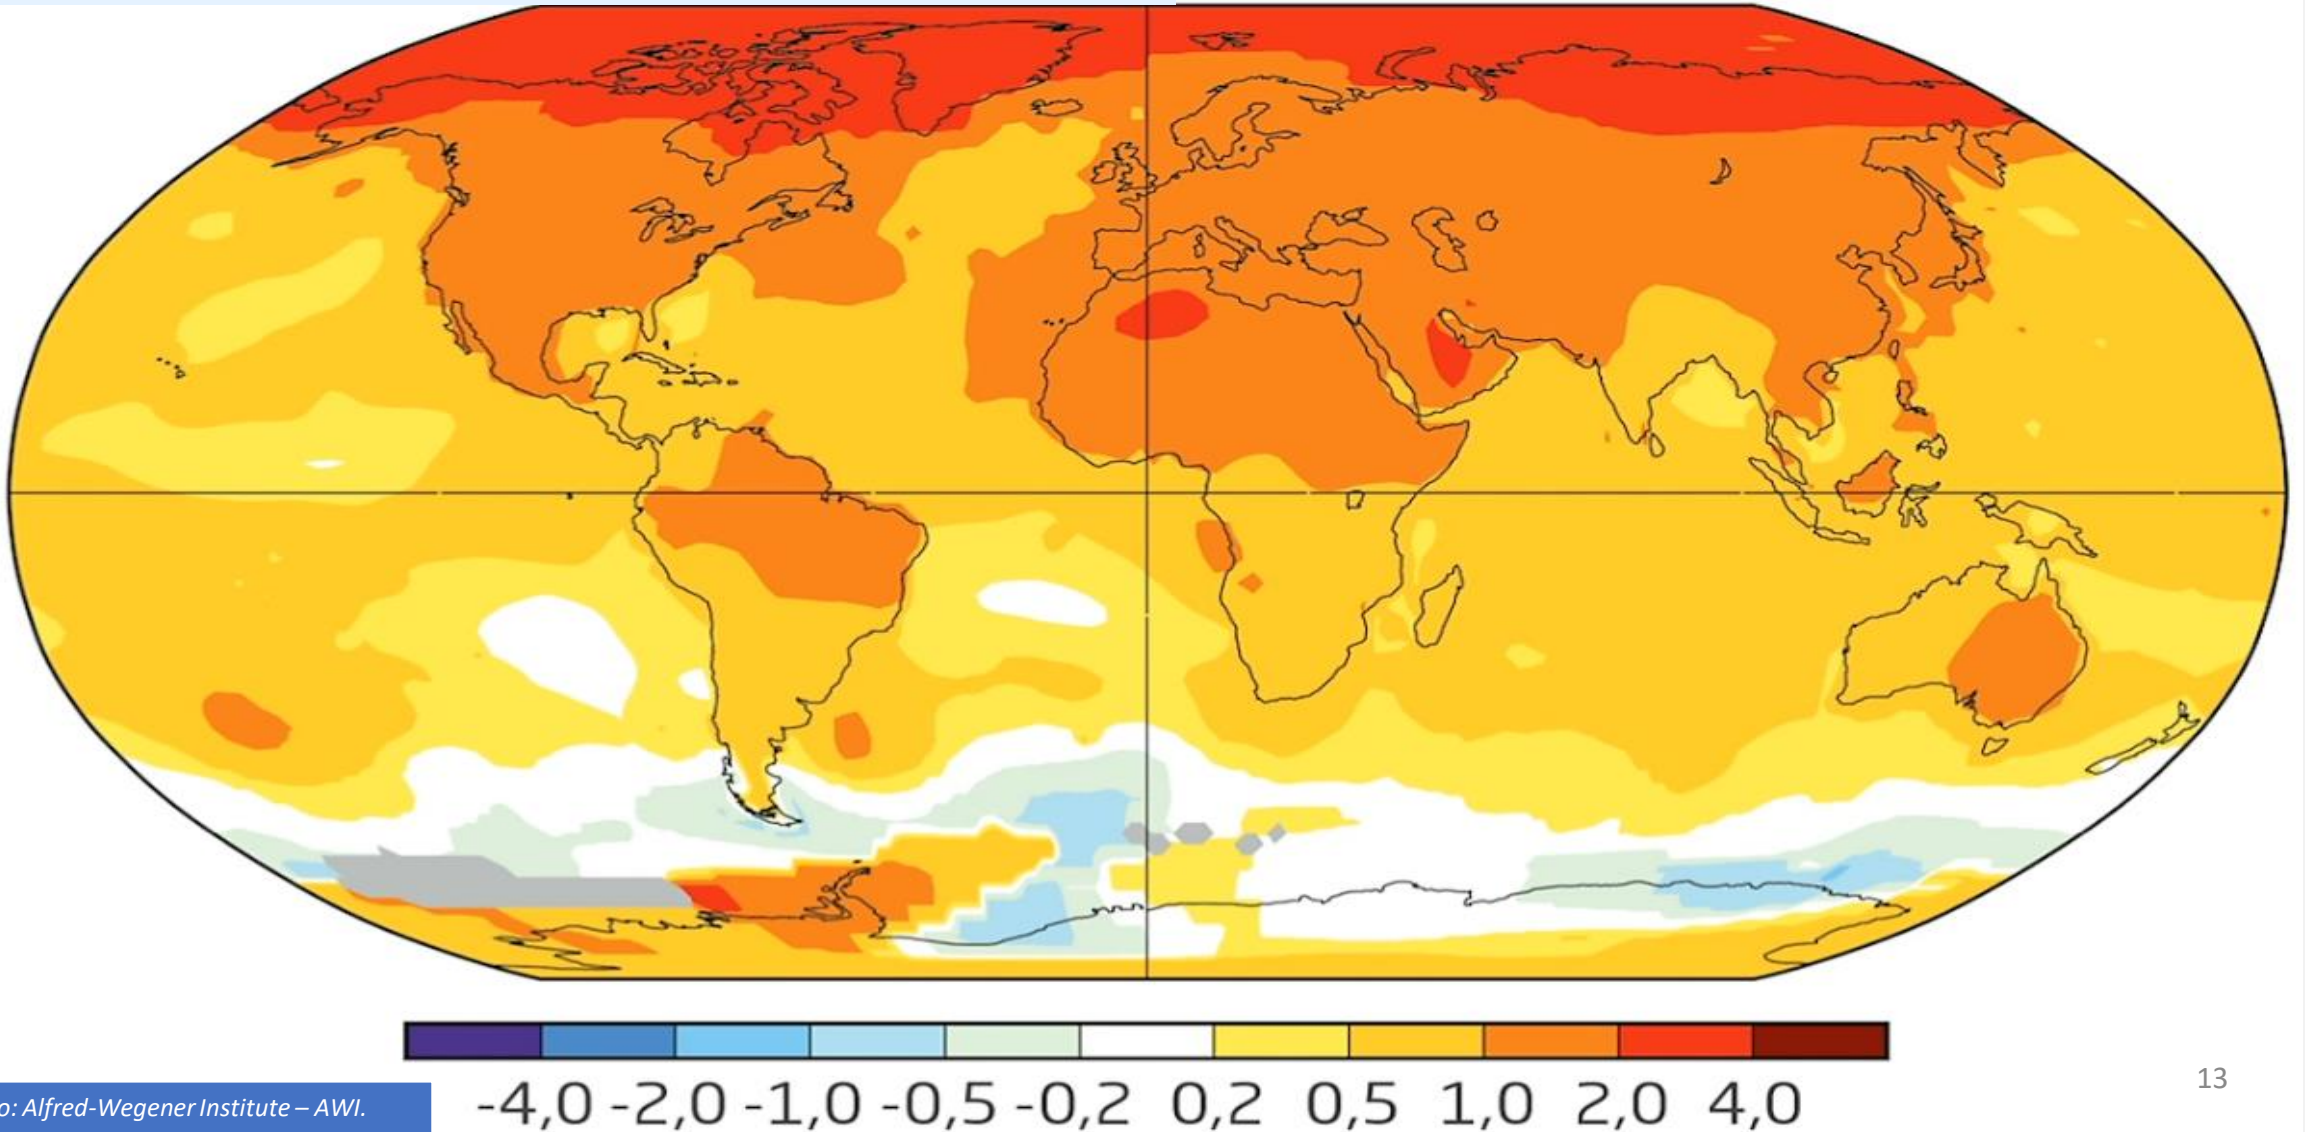 -4,0 -2,0 -1,0 -0,5 -0,2 0,2 0,5 1,0 2,0 4,0
13
o: Alfred-Wegener Institute – AWI.